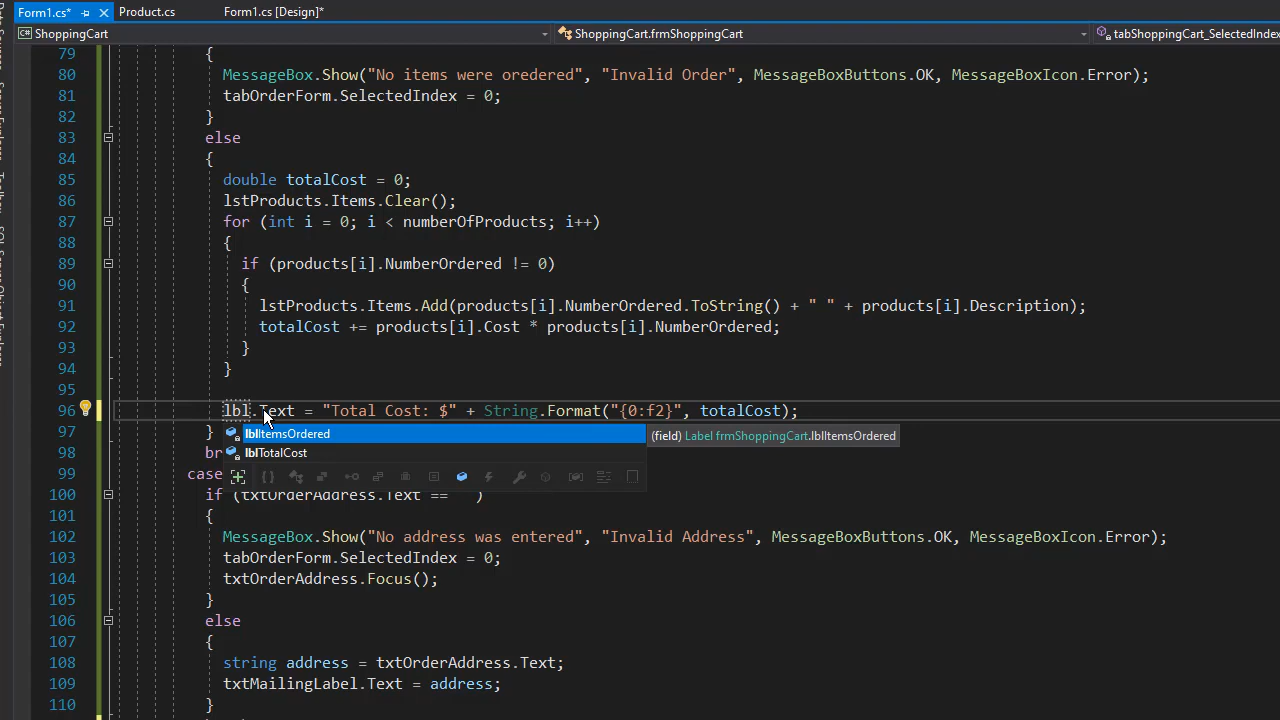 Form1.cs* Product.cs Form1.cs [Design]*
ShoppingCart ShoppingCart.frmShoppingCart tabShoppingCart_SelectedIndex
79 {
80 MessageBox.Show("No items were oredered", "Invalid Order", MessageBoxButtons.OK, MessageBoxIcon.Error);
81 tabOrderForm.SelectedIndex = 0;
82 }
83 else
84 {
85 double totalCost = 0;
86 lstProducts.Items.Clear();
87 for (int i = 0; i < numberOfProducts; i++)
88 {
89 if (products[i].NumberOrdered != 0)
90 {
91 lstProducts.Items.Add(products[i].NumberOrdered.ToString() + " " + products[i].Description);
92 totalCost += products[i].Cost * products[i].NumberOrdered;
93 }
94 }
95
96 lbl.Text = "Total Cost: $" + String.Format("{0:f2}", totalCost);
97 }
lblItemsOrdered (field) Label frmShoppingCart.lblItemsOrdered
98 br
lblTotalCost
99 case
100 if (txtOrderAddress.Text == )
101 {
102 MessageBox.Show("No address was entered", "Invalid Address", MessageBoxButtons.OK, MessageBoxIcon.Error);
103 tabOrderForm.SelectedIndex = 0;
104 txtOrderAddress.Focus();
105 }
106 else
107 {
108 string address = txtOrderAddress.Text;
109 txtMailingLabel.Text = address;
110 }